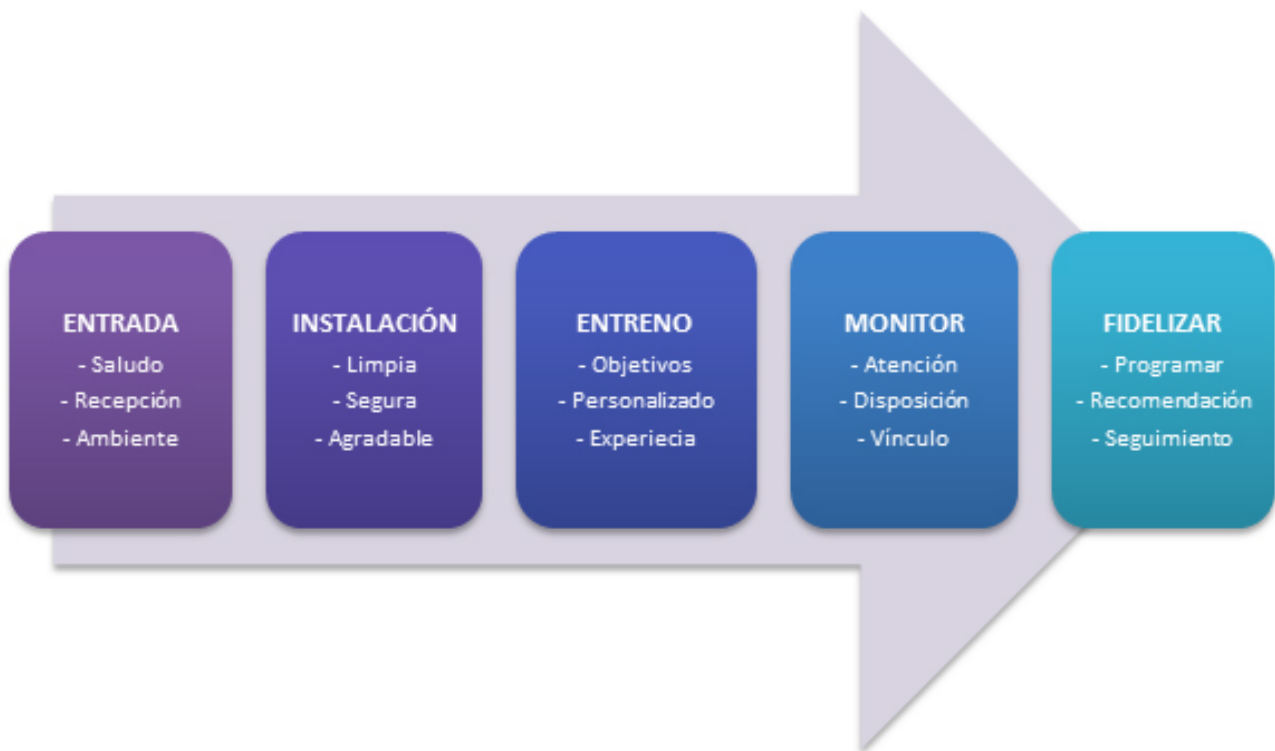 ENTRADA
- Saludo
- Recepción
- Ambiente
INSTALACIÓN
- Limpia
- Segura
- Agradable
ENTRENO
- Objetivos
- Personalizado
- Experiecia
MONITOR
- Atención
- Disposición
- Vínculo
FIDELIZAR
- Programar
- Recomendación
- Seguimiento